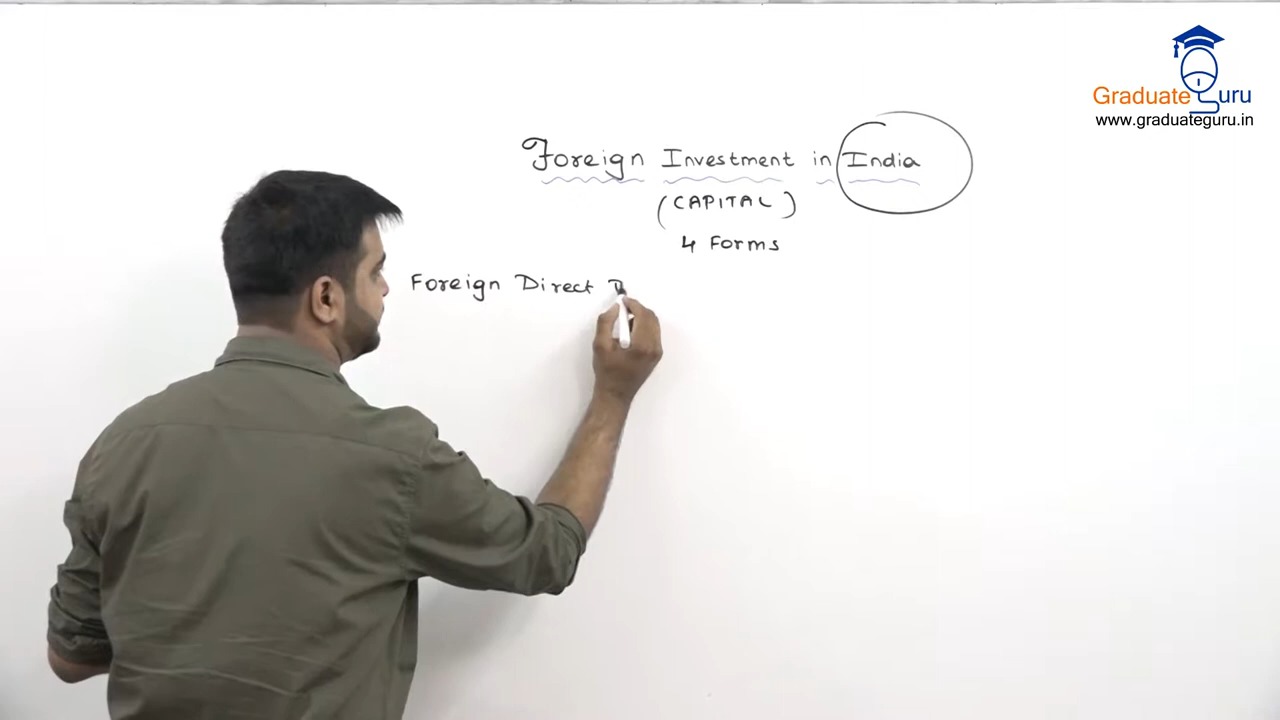 Graduate Guru
www.graduateguru.in
Foreign Investment in India
(CAPITAL)
4 Forms
Foreign Direct